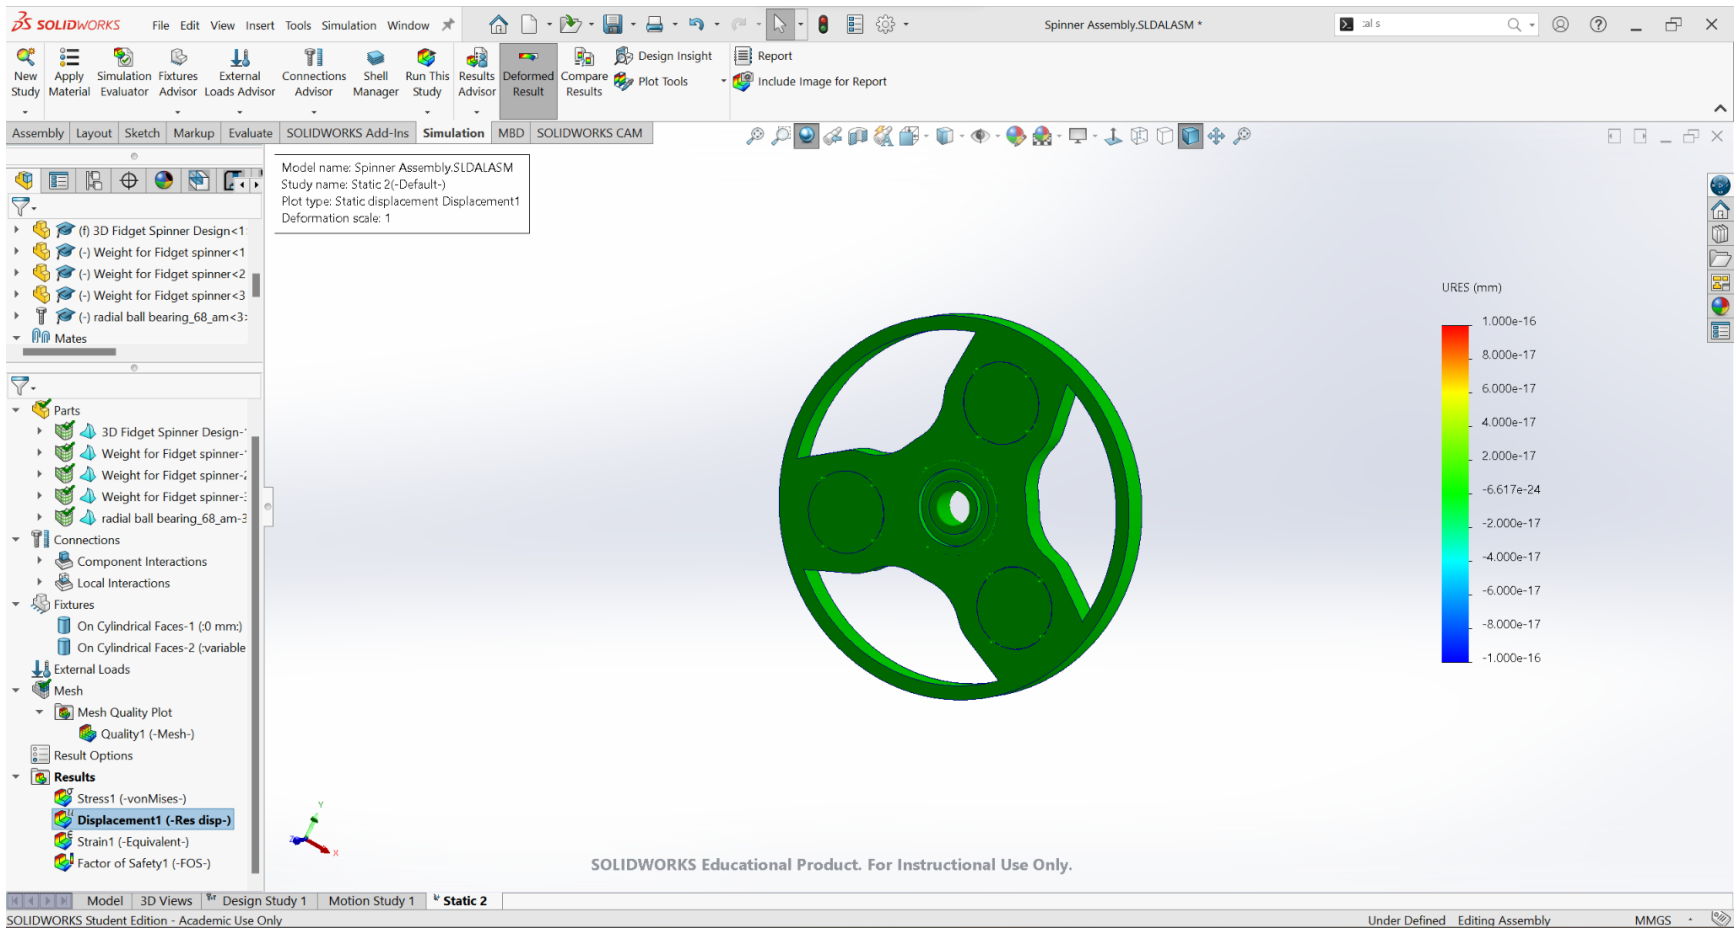 SOLIDWORKS File Edit View Insert Tools Simulation Window Spinner Assembly.SLDALASM * :al s
New Study Apply Material Simulation Evaluator Fixtures Advisor External Loads Advisor Connections Advisor Shell Manager Run This Study Results Advisor Deformed Result Compare Results Design Insight Plot Tools Report Include Image for Report
Assembly Layout Sketch Markup Evaluate SOLIDWORKS Add-Ins Simulation MBD SOLIDWORKS CAM
Model name: Spinner Assembly.SLDALASM
Study name: Static 2(-Default-)
Plot type: Static displacement Displacement1
Deformation scale: 1
(f) 3D Fidget Spinner Design<1
(-) Weight for Fidget spinner<1
(-) Weight for Fidget spinner<2
(-) Weight for Fidget spinner<3
(-) radial ball bearing_68_am<3:
Mates
Parts
3D Fidget Spinner Design-
Weight for Fidget spinner-
Weight for Fidget spinner-
Weight for Fidget spinner-
radial ball bearing_68_am-3
Connections
Component Interactions
Local Interactions
Fixtures
On Cylindrical Faces-1 (:0 mm:)
On Cylindrical Faces-2 (:variable
External Loads
Mesh
Mesh Quality Plot
Quality1 (-Mesh-)
Result Options
Results
Stress1 (-vonMises-)
Displacement1 (-Res disp-)
Strain1 (-Equivalent-)
Factor of Safety1 (-FOS-)
URES (mm)
1.000e-16
8.000e-17
6.000e-17
4.000e-17
2.000e-17
-6.617e-24
-2.000e-17
-4.000e-17
-6.000e-17
-8.000e-17
-1.000e-16
Y
Z
X
SOLIDWORKS Educational Product. For Instructional Use Only.
Model 3D Views Design Study 1 Motion Study 1 Static 2
SOLIDWORKS Student Edition - Academic Use Only Under Defined Editing Assembly MMGS